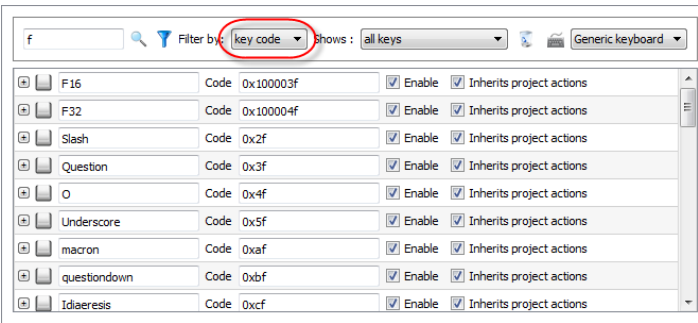 f Filter by: key code Shows : all keys Generic keyboard
F16 Code 0x100003f Enable Inherits project actions
F32 Code 0x100004f Enable Inherits project actions
Slash Code 0x2f Enable Inherits project actions
Question Code 0x3f Enable Inherits project actions
O Code 0x4f Enable Inherits project actions
Underscore Code 0x5f Enable Inherits project actions
macron Code 0xaf Enable Inherits project actions
questiondown Code 0xbf Enable Inherits project actions
Idiaeresis Code 0xcf Enable Inherits project actions